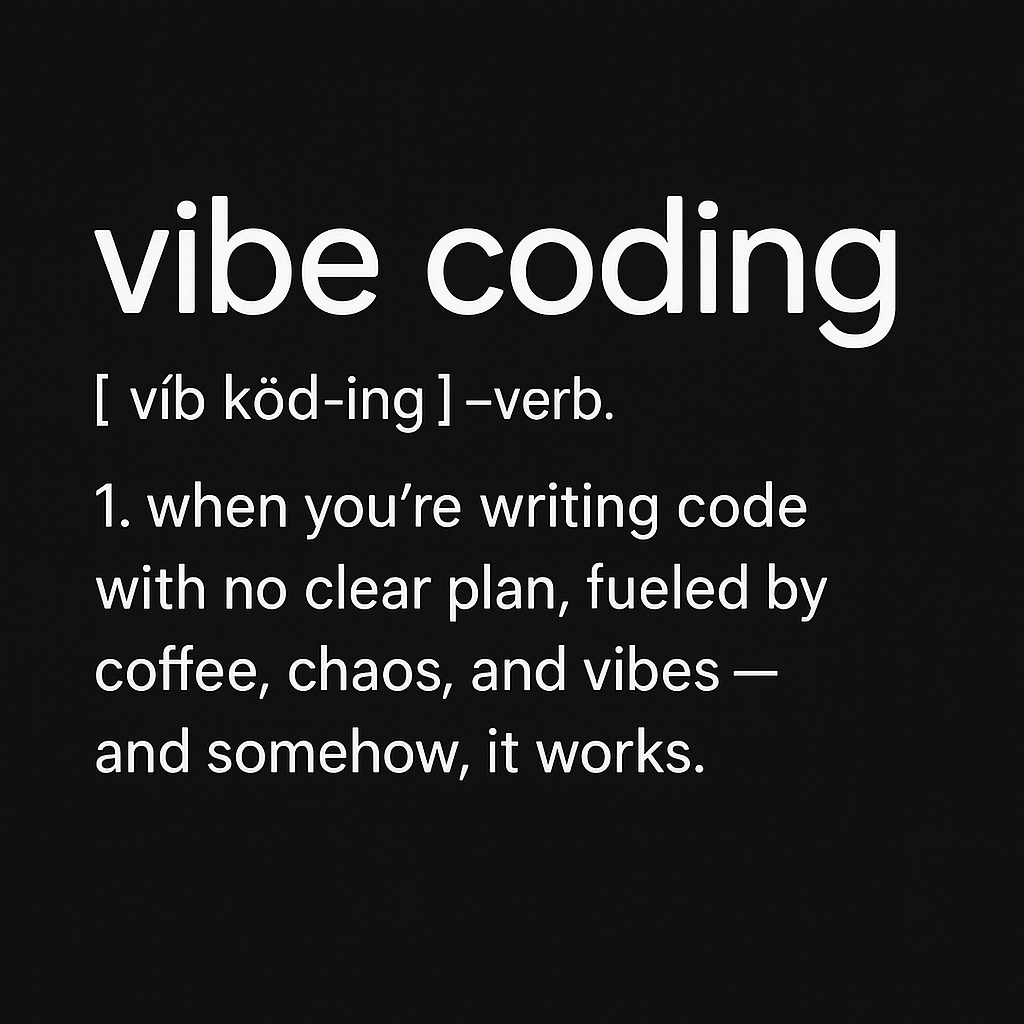 vibe coding
[ víb köd-ing ] –verb.
1. when you’re writing code
with no clear plan, fueled by
coffee, chaos, and vibes —
and somehow, it works.